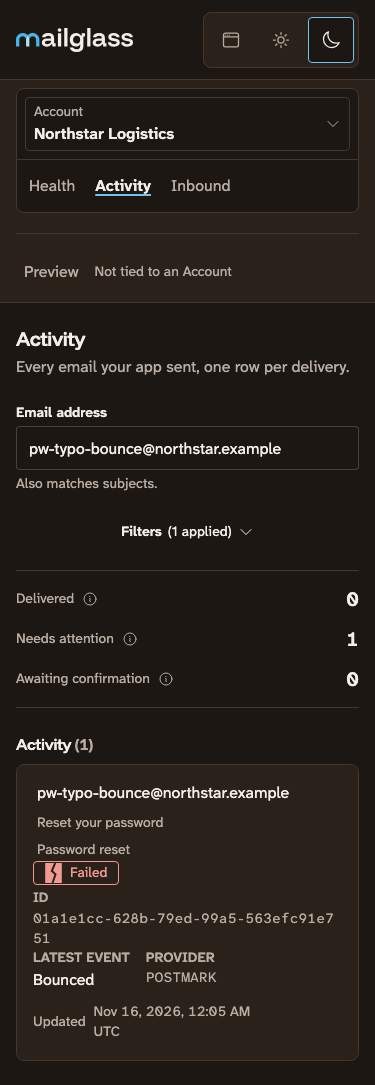 mailglass
Account
Northstar Logistics
Health Activity Inbound
Preview Not tied to an Account
Activity
Every email your app sent, one row per delivery.
Email address
pw-typo-bounce@northstar.example
Also matches subjects.
Filters (1 applied)
Delivered 0
Needs attention 1
Awaiting confirmation 0
Activity (1)
pw-typo-bounce@northstar.example
Reset your password
Password reset
Failed
ID
01a1e1cc-628b-79ed-99a5-563efc91e7
51
LATEST EVENT PROVIDER
Bounced POSTMARK
Updated Nov 16, 2026, 12:05 AM
UTC